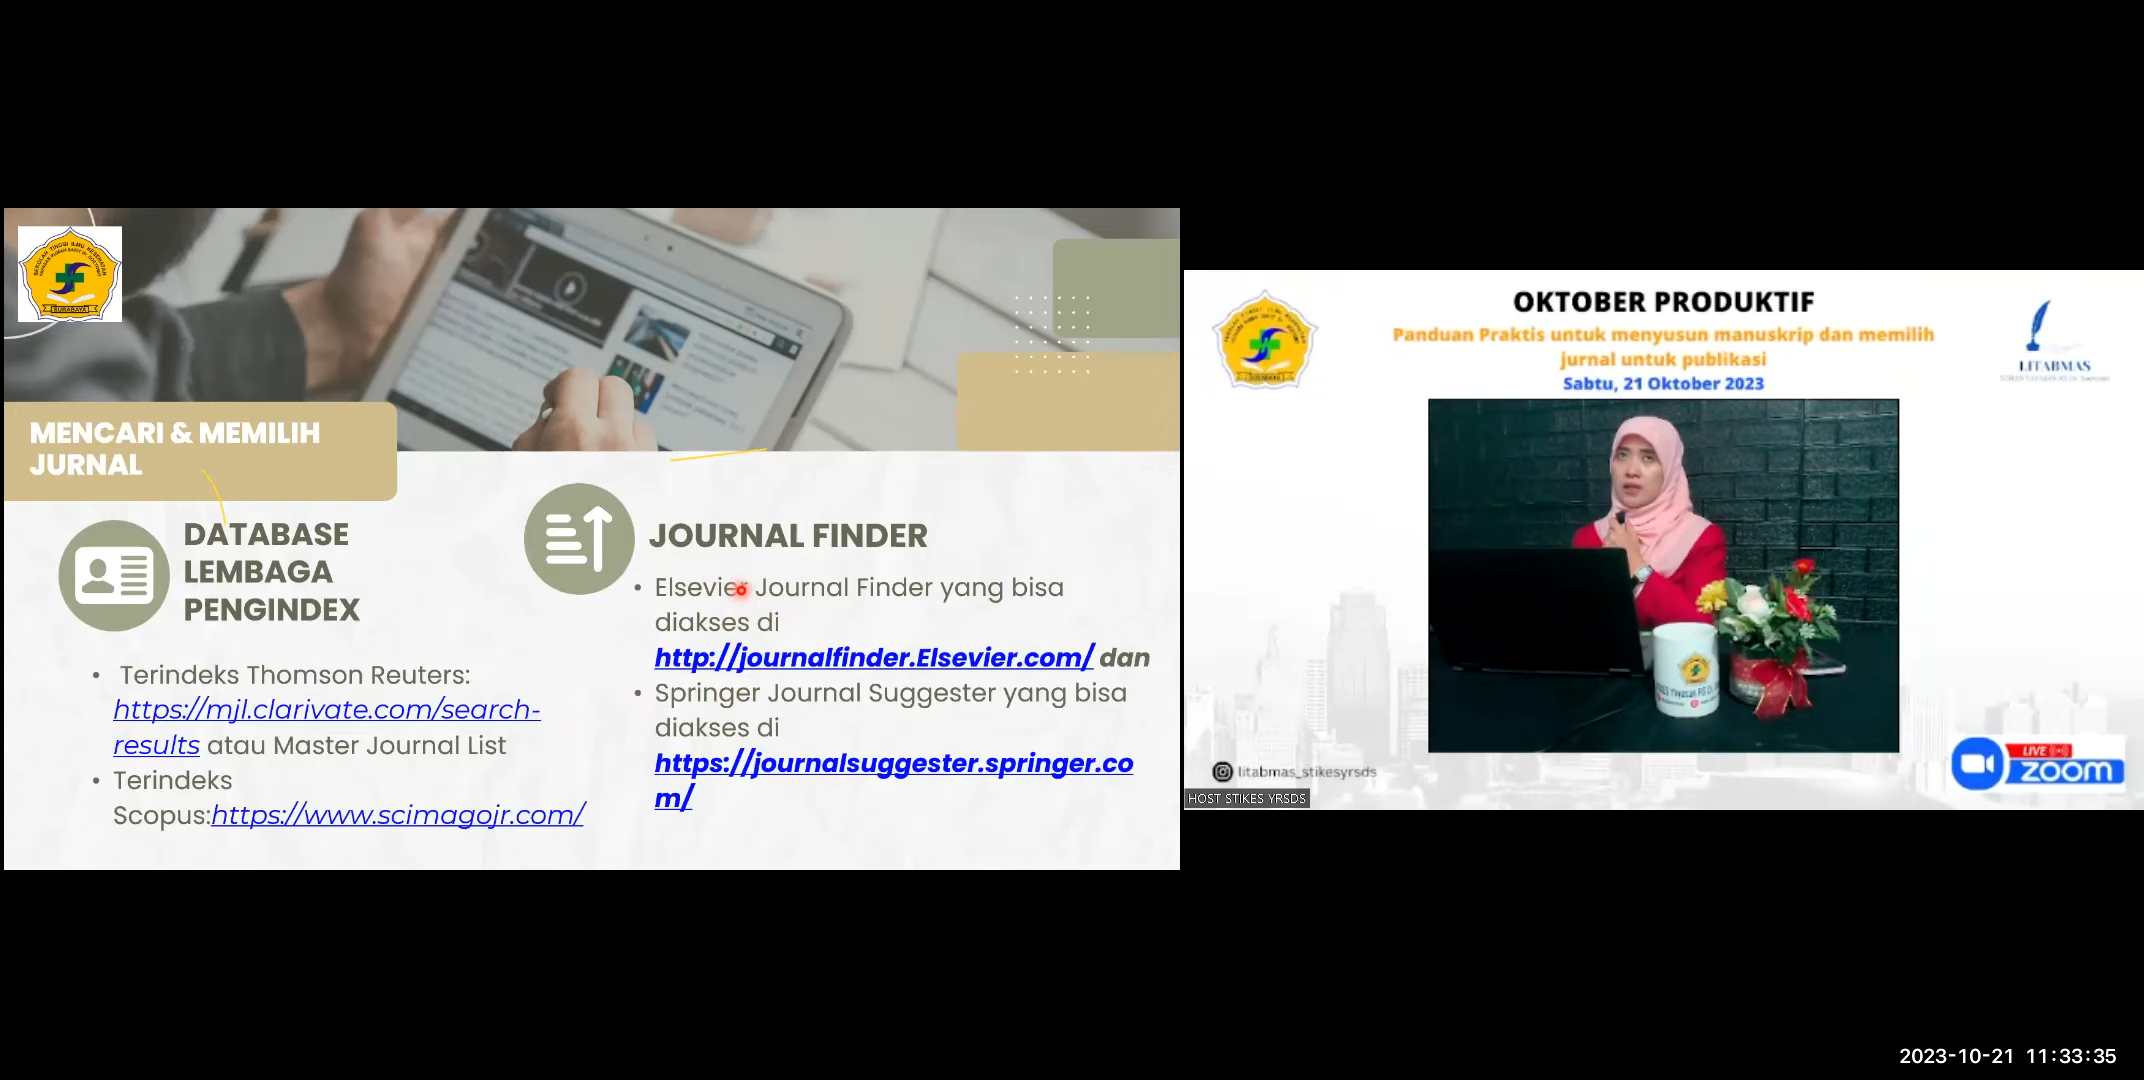 SURABAYA
MENCARI & MEMILIH
JURNAL
DATABASE
LEMBAGA
PENGINDEX
• Terindeks Thomson Reuters:
https://mjl.clarivate.com/search-
results atau Master Journal List
• Terindeks
Scopus:https://www.scimagojr.com/
JOURNAL FINDER
• Elsevier Journal Finder yang bisa
diakses di
http://journalfinder.Elsevier.com/ dan
• Springer Journal Suggester yang bisa
diakses di
https://journalsuggester.springer.co
m/
OKTOBER PRODUKTIF
Panduan Praktis untuk menyusun manuskrip dan memilih
jurnal untuk publikasi
Sabtu, 21 Oktober 2023
LITABMAS
litabmas_stikesyrsds
HOST STIKES YRSDS
LIVE
zoom
2023-10-21 11:33:35